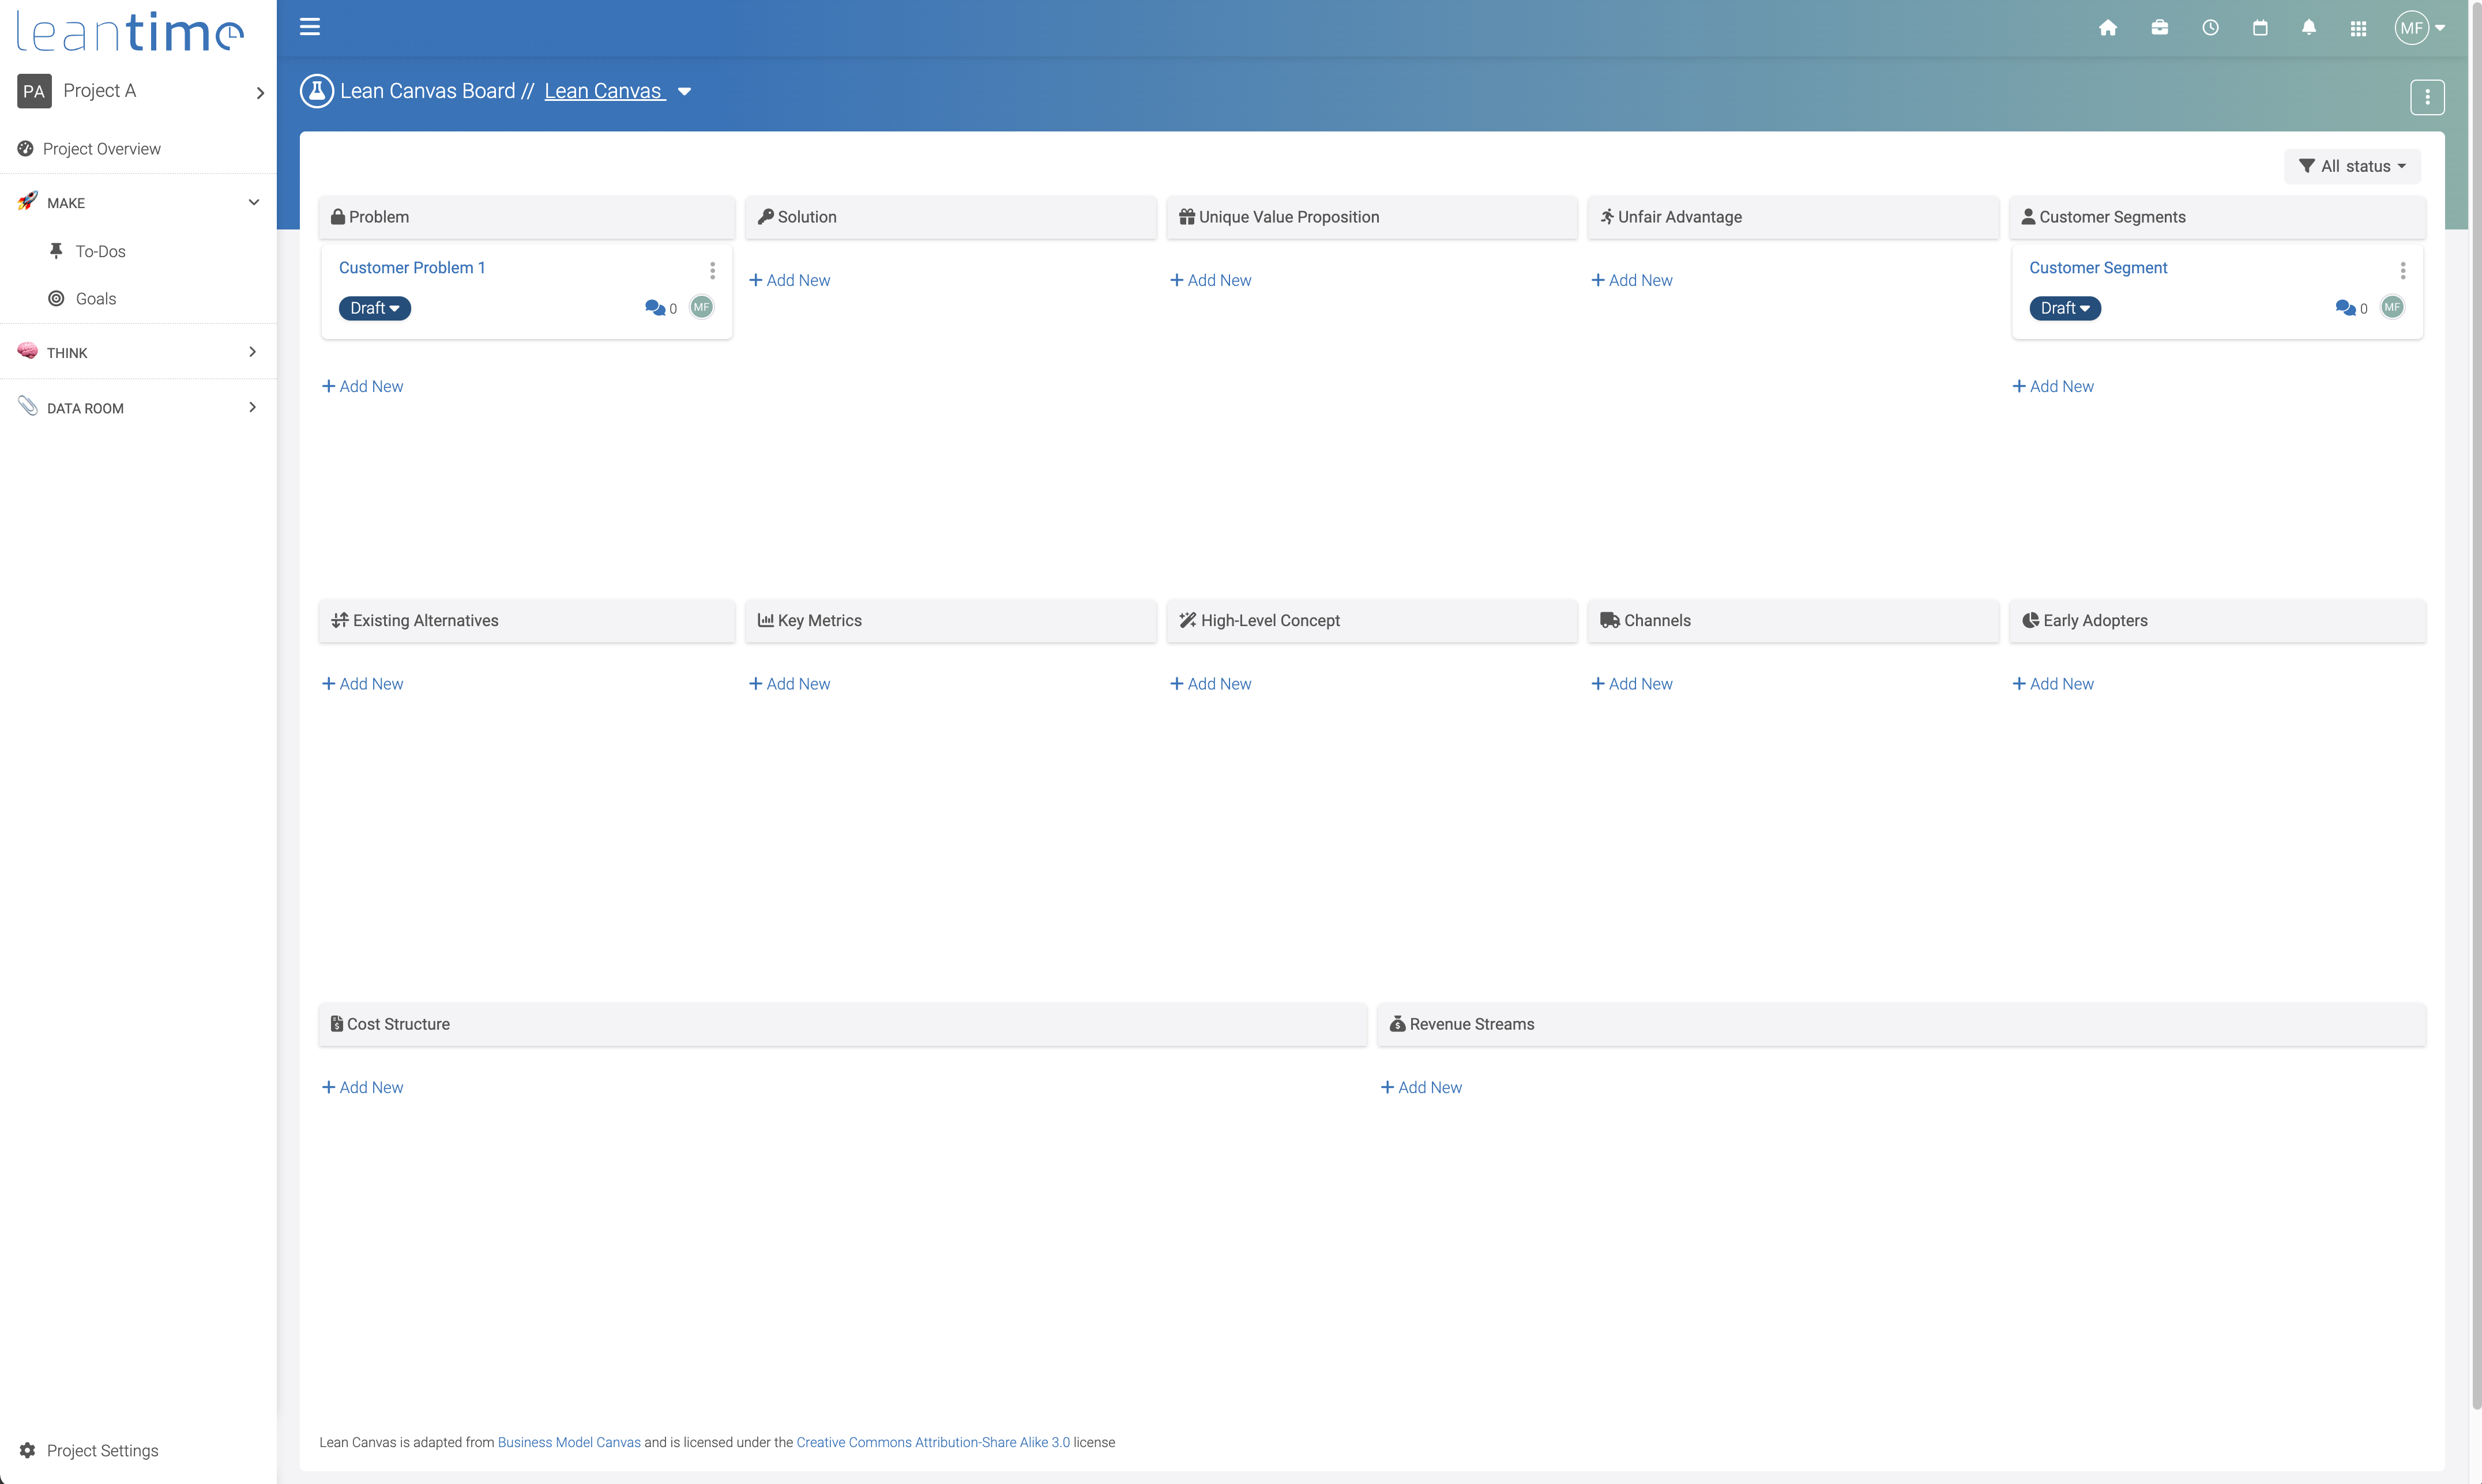 leantime
PA Project A
Project Overview
MAKE
To-Dos
Goals
THINK
DATA ROOM
Project Settings
MF
Lean Canvas Board // Lean Canvas
All status
Problem
Customer Problem 1
Draft 0 MF
Add New
Solution
Add New
Unique Value Proposition
Add New
Unfair Advantage
Add New
Customer Segments
Customer Segment
Draft 0 MF
Add New
Existing Alternatives
Add New
Key Metrics
Add New
High-Level Concept
Add New
Channels
Add New
Early Adopters
Add New
Cost Structure
Add New
Revenue Streams
Add New
Lean Canvas is adapted from Business Model Canvas and is licensed under the Creative Commons Attribution-Share Alike 3.0 license